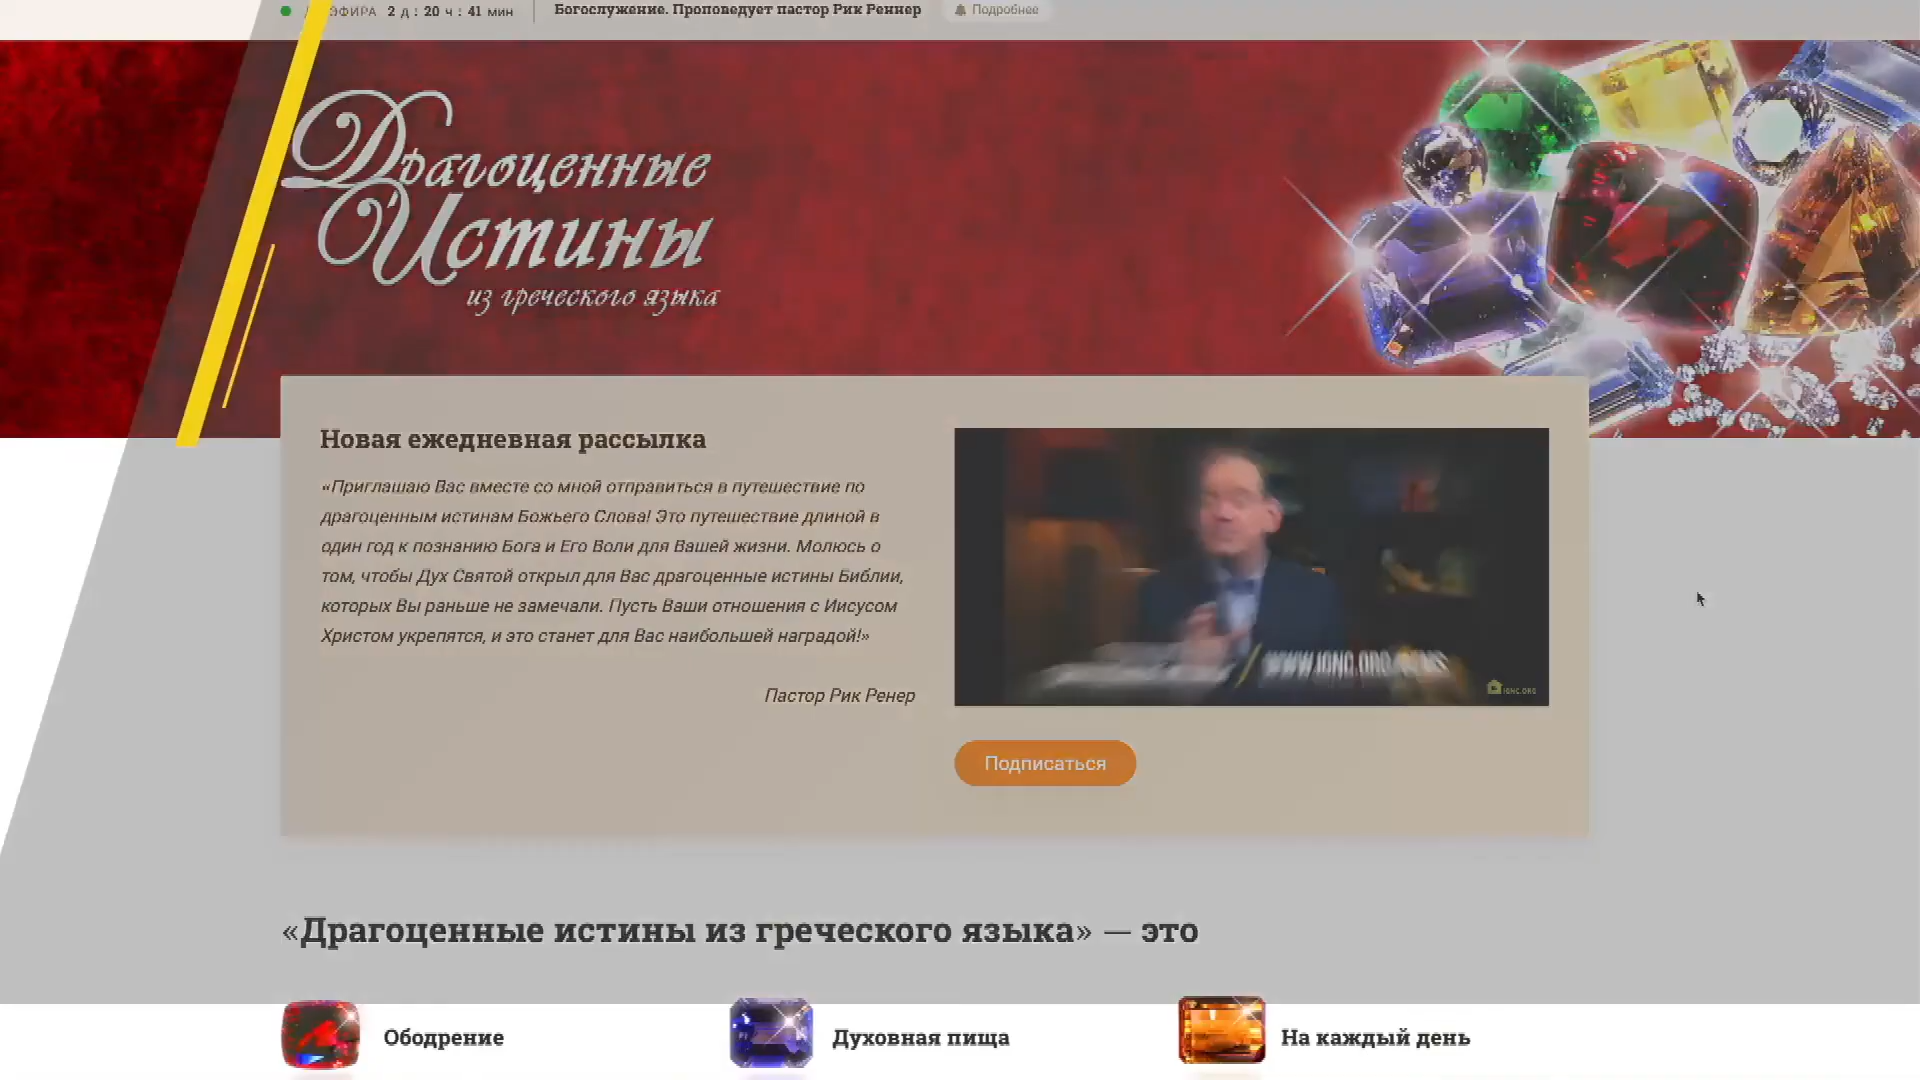 ЭФИРА 2 д : 20 ч : 41 мин
Богослужение. Проповедует пастор Рик Реннер
Подробнее
Драгоценные
Истины
из греческого языка
Новая ежедневная рассылка
«Приглашаю Вас вместе со мной отправиться в путешествие по
драгоценным истинам Божьего Слова! Это путешествие длиной в
один год к познанию Бога и Его Воли для Вашей жизни. Молюсь о
том, чтобы Дух Святой открыл для Вас драгоценные истины Библии,
которых Вы раньше не замечали. Пусть Ваши отношения с Иисусом
Христом укрепятся, и это станет для Вас наибольшей наградой!»
Пастор Рик Ренер
IGNC.ORG
Подписаться
«Драгоценные истины из греческого языка» — это
Ободрение
Духовная пища
На каждый день